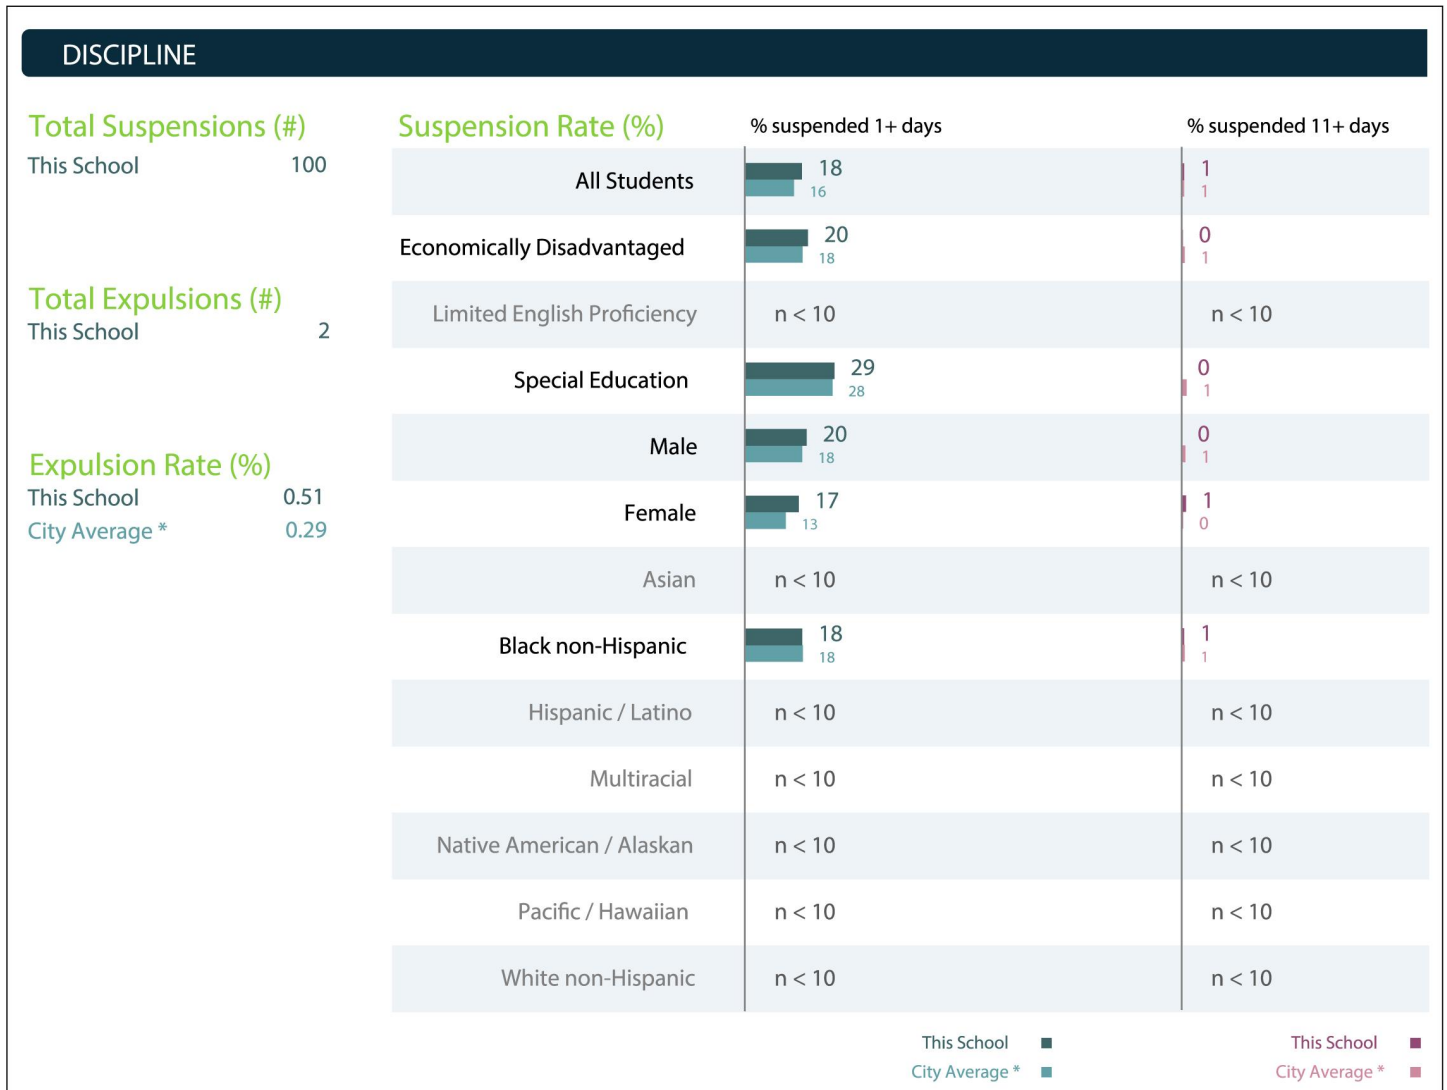 DISCIPLINE
Total Suspensions (#)
This School 100
Total Expulsions (#)
This School 2
Expulsion Rate (%)
This School 0.51
City Average * 0.29
Suspension Rate (%) % suspended 1+ days % suspended 11+ days
All Students 18 16 1 1
Economically Disadvantaged 20 18 0 1
Limited English Proficiency n < 10 n < 10
Special Education 29 28 0 1
Male 20 18 0 1
Female 17 13 1 0
Asian n < 10 n < 10
Black non-Hispanic 18 18 1 1
Hispanic / Latino n < 10 n < 10
Multiracial n < 10 n < 10
Native American / Alaskan n < 10 n < 10
Pacific / Hawaiian n < 10 n < 10
White non-Hispanic n < 10 n < 10
This School This School
City Average * City Average *